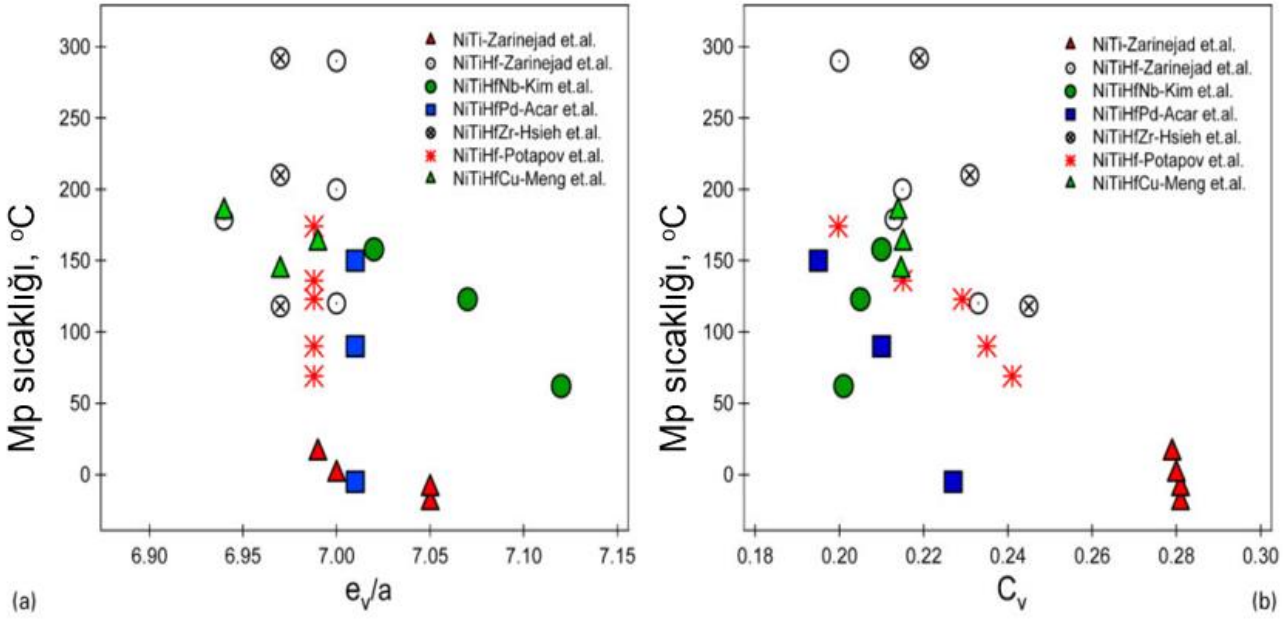 300
250
200
150
100
50
0
Mp sıcaklığı, °C
NiTi-Zarinejad et.al.
NiTiHf-Zarinejad et.al.
NiTiHfNb-Kim et.al.
NiTiHfPd-Acar et.al.
NiTiHfZr-Hsieh et.al.
NiTiHf-Potapov et.al.
NiTiHfCu-Meng et.al.
6.90 6.95 7.00 7.05 7.10 7.15
(a)
eᵥ/a
300
250
200
150
100
50
0
Mp sıcaklığı, °C
NiTi-Zarinejad et.al.
NiTiHf-Zarinejad et.al.
NiTiHfNb-Kim et.al.
NiTiHfPd-Acar et.al.
NiTiHfZr-Hsieh et.al.
NiTiHf-Potapov et.al.
NiTiHfCu-Meng et.al.
0.18 0.20 0.22 0.24 0.26 0.28 0.30
Cᵥ
(b)